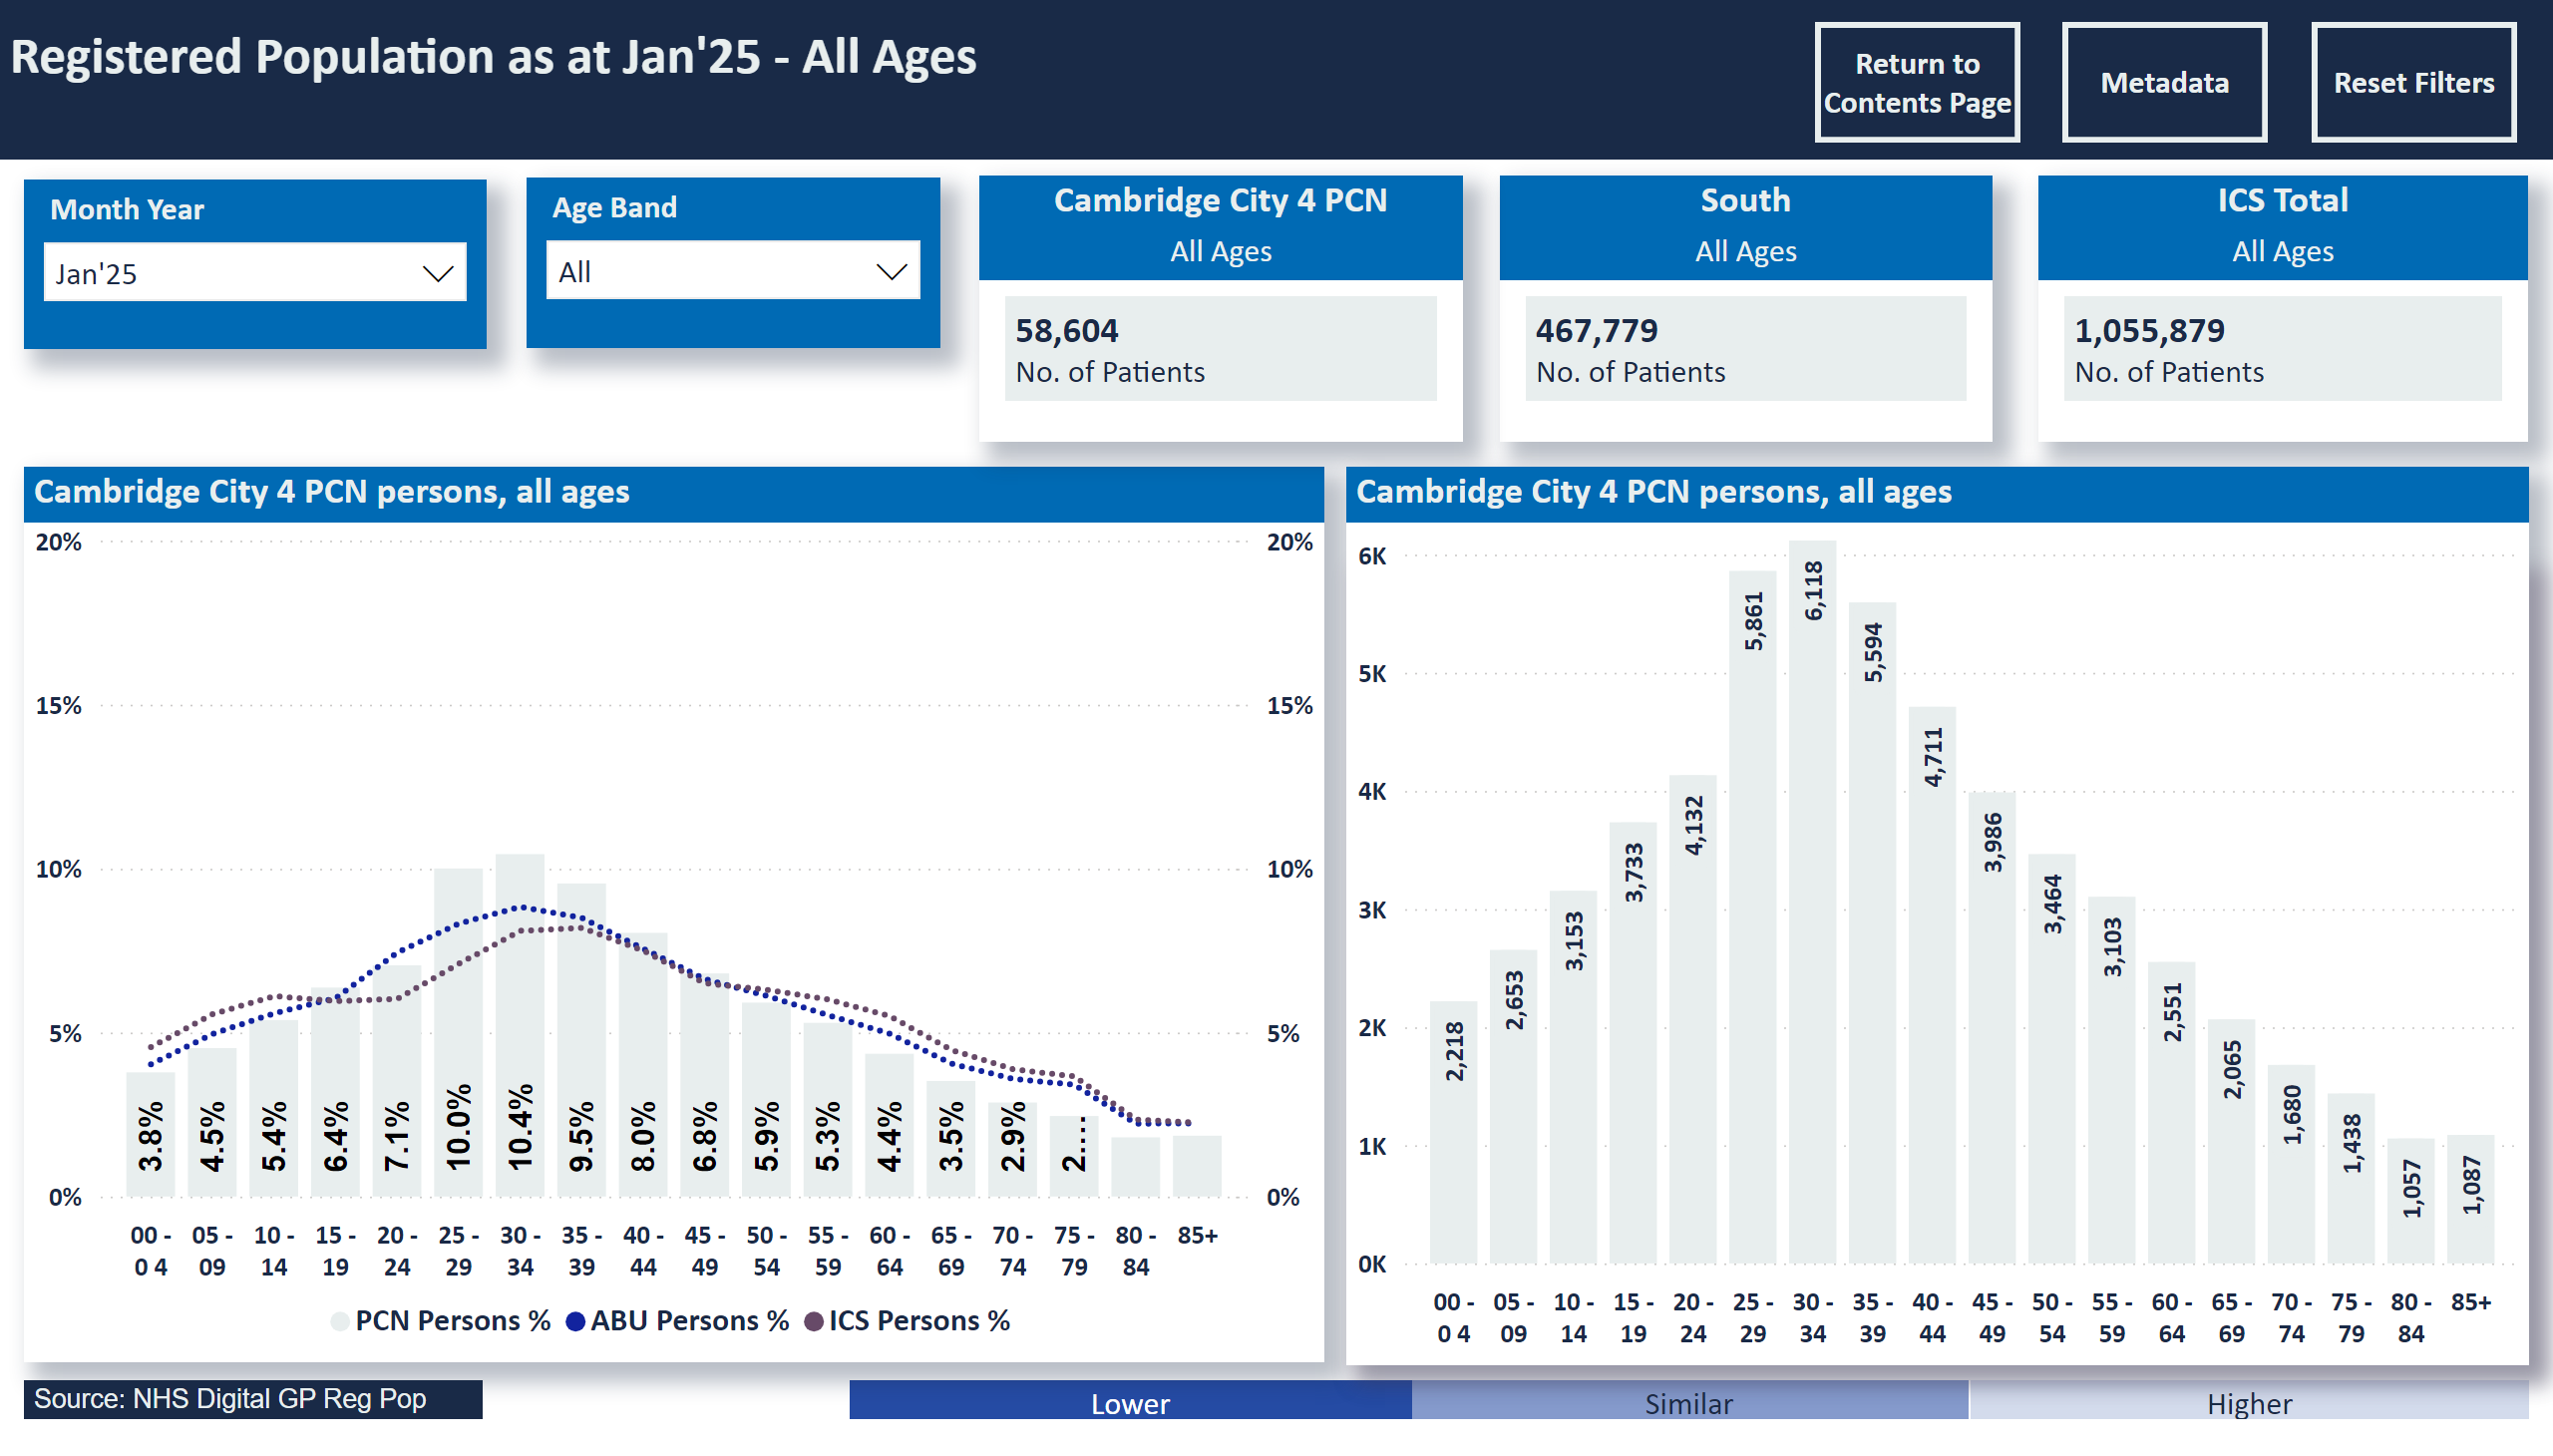 Registered Population as at Jan'25 - All Ages
Return to
Contents Page
Metadata
Reset Filters
Month Year
Jan'25
Age Band
All
Cambridge City 4 PCN
All Ages
58,604
No. of Patients
South
All Ages
467,779
No. of Patients
ICS Total
All Ages
1,055,879
No. of Patients
Cambridge City 4 PCN persons, all ages
20% 20%
15% 15%
10% 10%
5% 5%
0% 0%
3.8% 4.5% 5.4% 6.4% 7.1% 10.0% 10.4% 9.5% 8.0% 6.8% 5.9% 5.3% 4.4% 3.5% 2.9% 2....
00 - 05 - 10 - 15 - 20 - 25 - 30 - 35 - 40 - 45 - 50 - 55 - 60 - 65 - 70 - 75 - 80 - 85+
0 4 09 14 19 24 29 34 39 44 49 54 59 64 69 74 79 84
PCN Persons % ABU Persons % ICS Persons %
Cambridge City 4 PCN persons, all ages
6K
5K
4K
3K
2K
1K
0K
2,218 2,653 3,153 3,733 4,132 5,861 6,118 5,594 4,711 3,986 3,464 3,103 2,551 2,065 1,680 1,438 1,057 1,087
00 - 05 - 10 - 15 - 20 - 25 - 30 - 35 - 40 - 45 - 50 - 55 - 60 - 65 - 70 - 75 - 80 - 85+
0 4 09 14 19 24 29 34 39 44 49 54 59 64 69 74 79 84
Source: NHS Digital GP Reg Pop
Lower Similar Higher